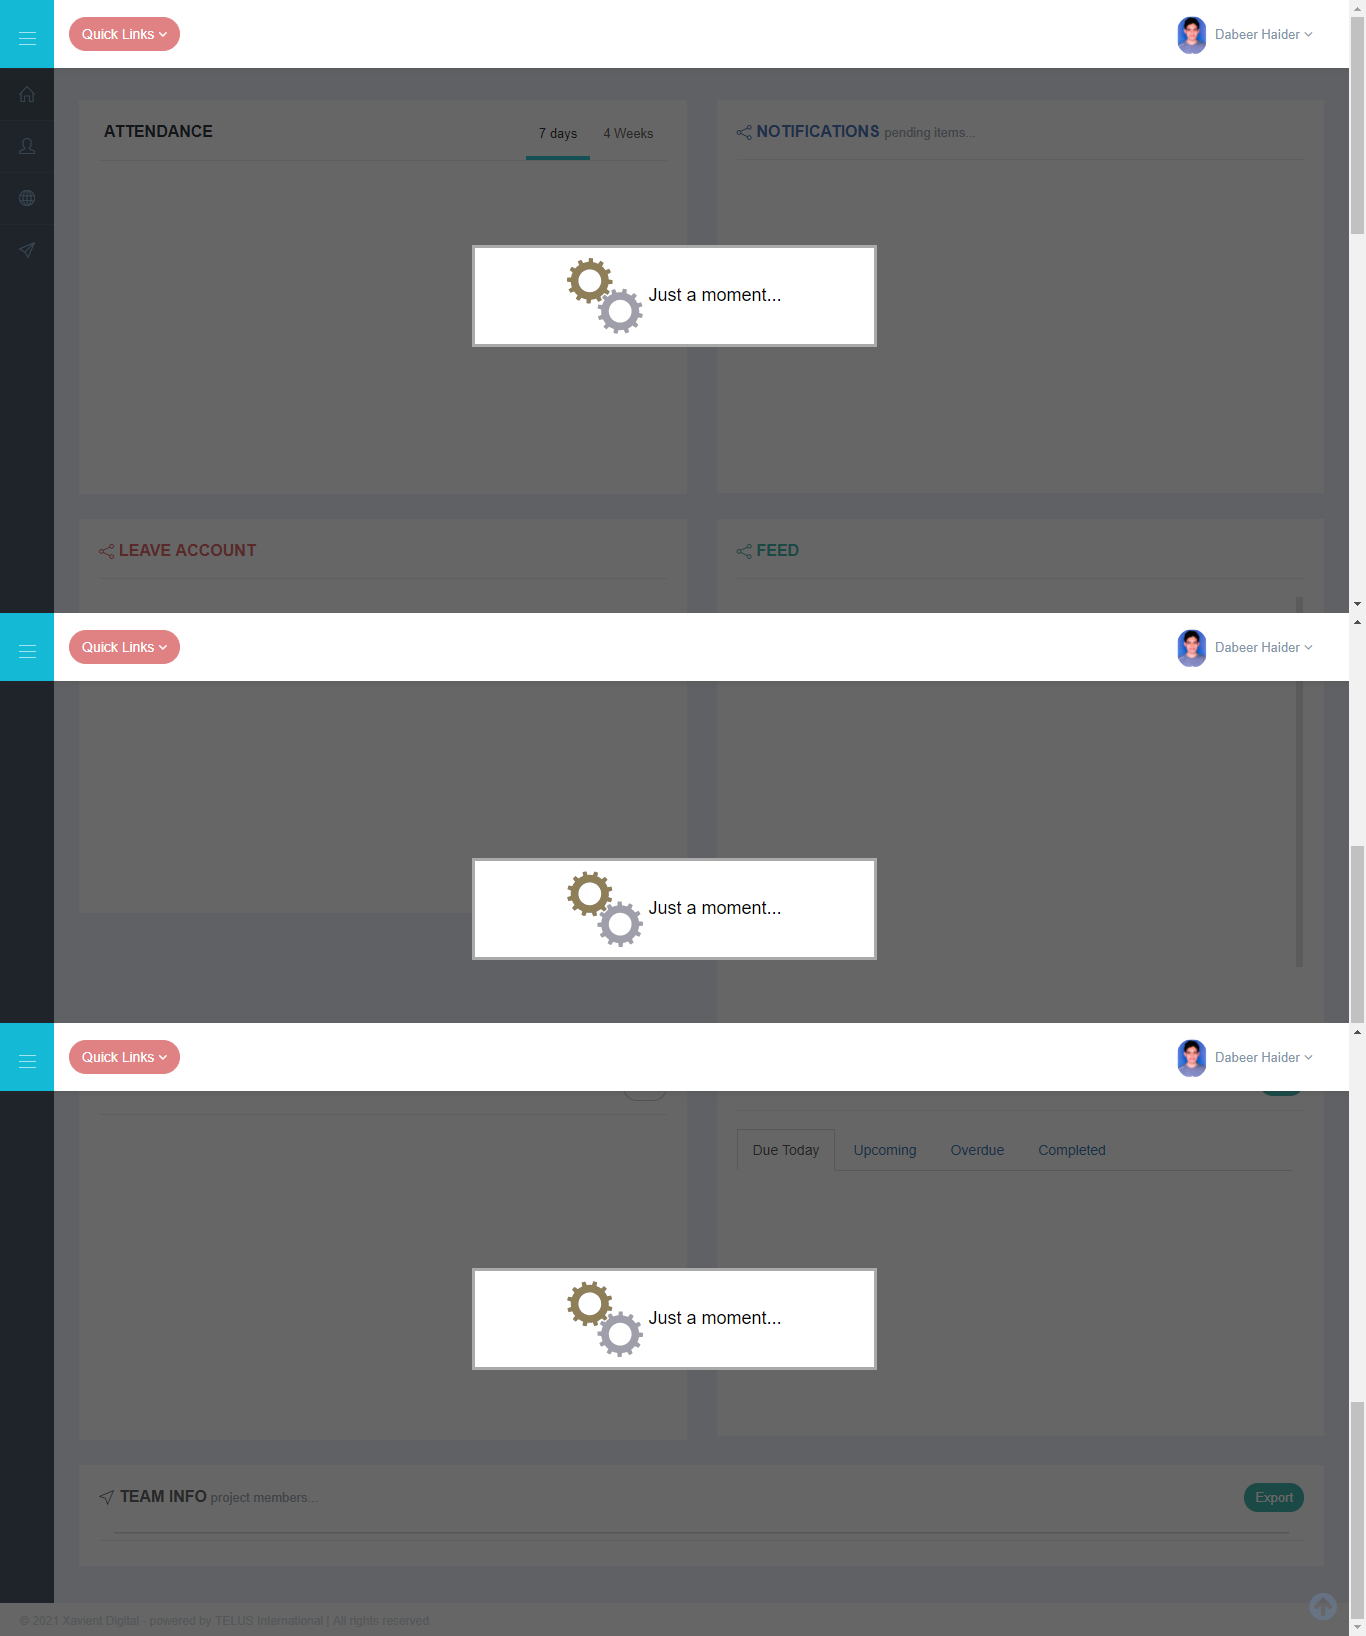 Quick Links
Dabeer Haider
ATTENDANCE
7 days
4 Weeks
NOTIFICATIONS pending items...
Just a moment...
LEAVE ACCOUNT
FEED
Quick Links
Dabeer Haider
Just a moment...
Quick Links
Dabeer Haider
Due Today
Upcoming
Overdue
Completed
Just a moment...
TEAM INFO project members...
Export
© 2021 Xavient Digital - powered by TELUS International | All rights reserved